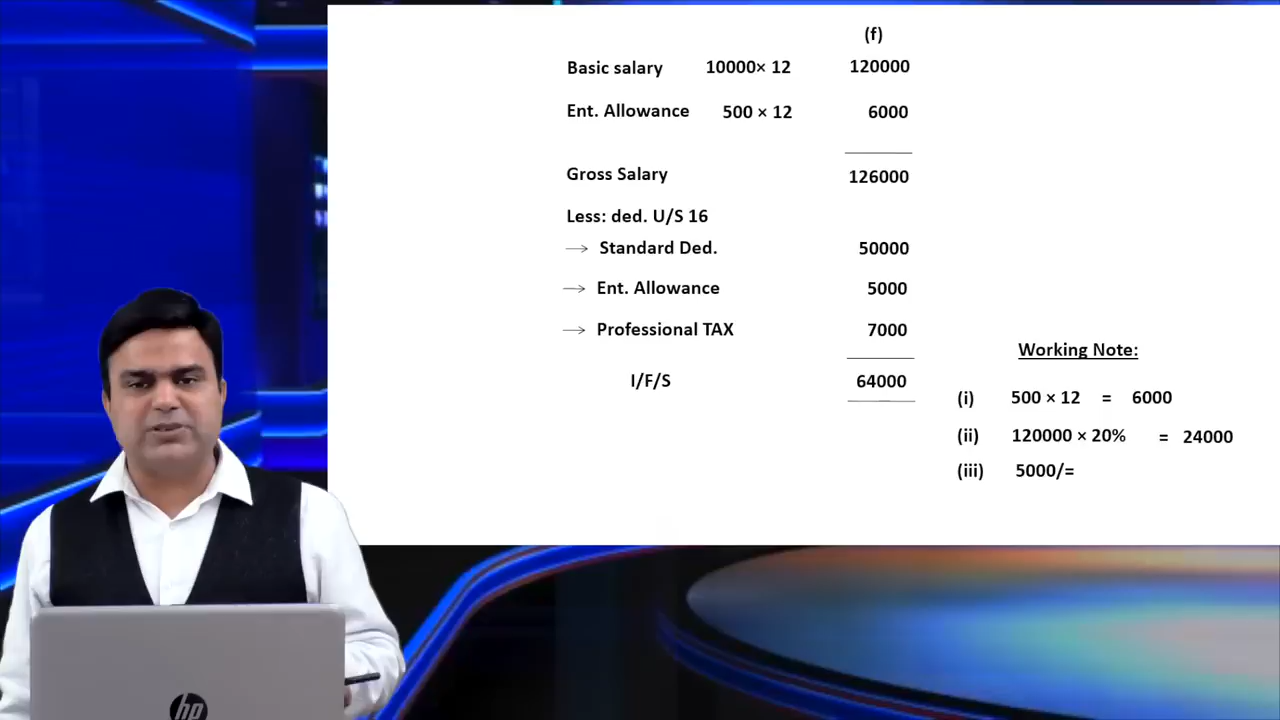 (f)
Basic salary 10000× 12 120000
Ent. Allowance 500 × 12 6000
Gross Salary 126000
Less: ded. U/S 16
→ Standard Ded. 50000
→ Ent. Allowance 5000
→ Professional TAX 7000
I/F/S 64000
Working Note:
(i) 500 × 12 = 6000
(ii) 120000 × 20% = 24000
(iii) 5000/=
hp